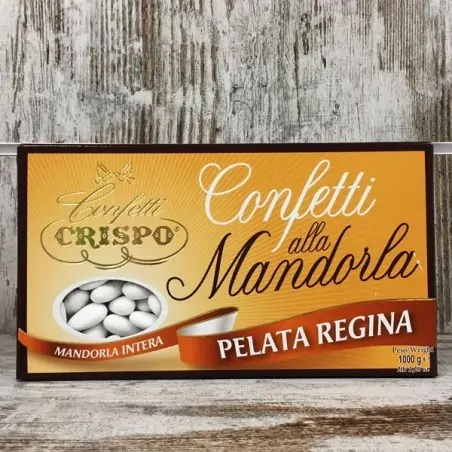 Confetti
CRISPO®
Confetti
alla
Mandorla
MANDORLA INTERA
PELATA REGINA
Peso Weight
1000 g